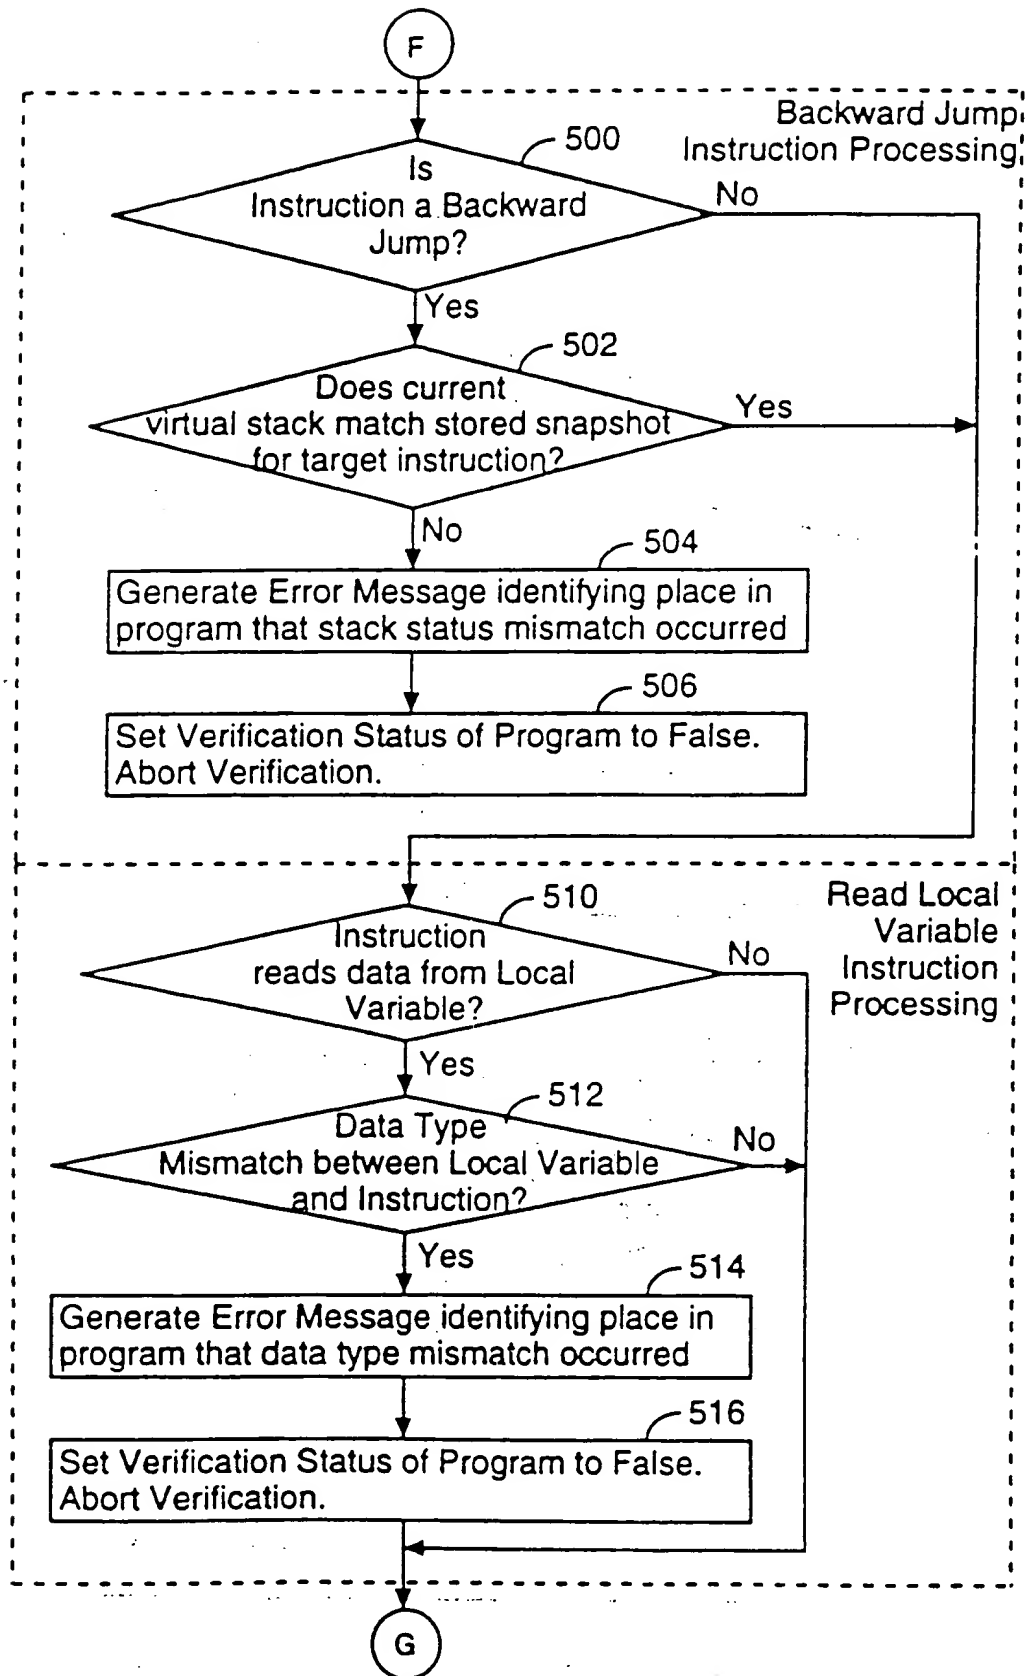 F
Backward Jump
Instruction Processing
500
Is
Instruction a Backward
Jump?
No
Yes
502
Does current
virtual stack match stored snapshot
for target instruction?
Yes
No
504
Generate Error Message identifying place in
program that stack status mismatch occurred
506
Set Verification Status of Program to False.
Abort Verification.
Read Local
Variable
Instruction
Processing
510
Instruction
reads data from Local
Variable?
No
Yes
512
Data Type
Mismatch between Local Variable
and Instruction?
No
Yes
514
Generate Error Message identifying place in
program that data type mismatch occurred
516
Set Verification Status of Program to False.
Abort Verification.
G